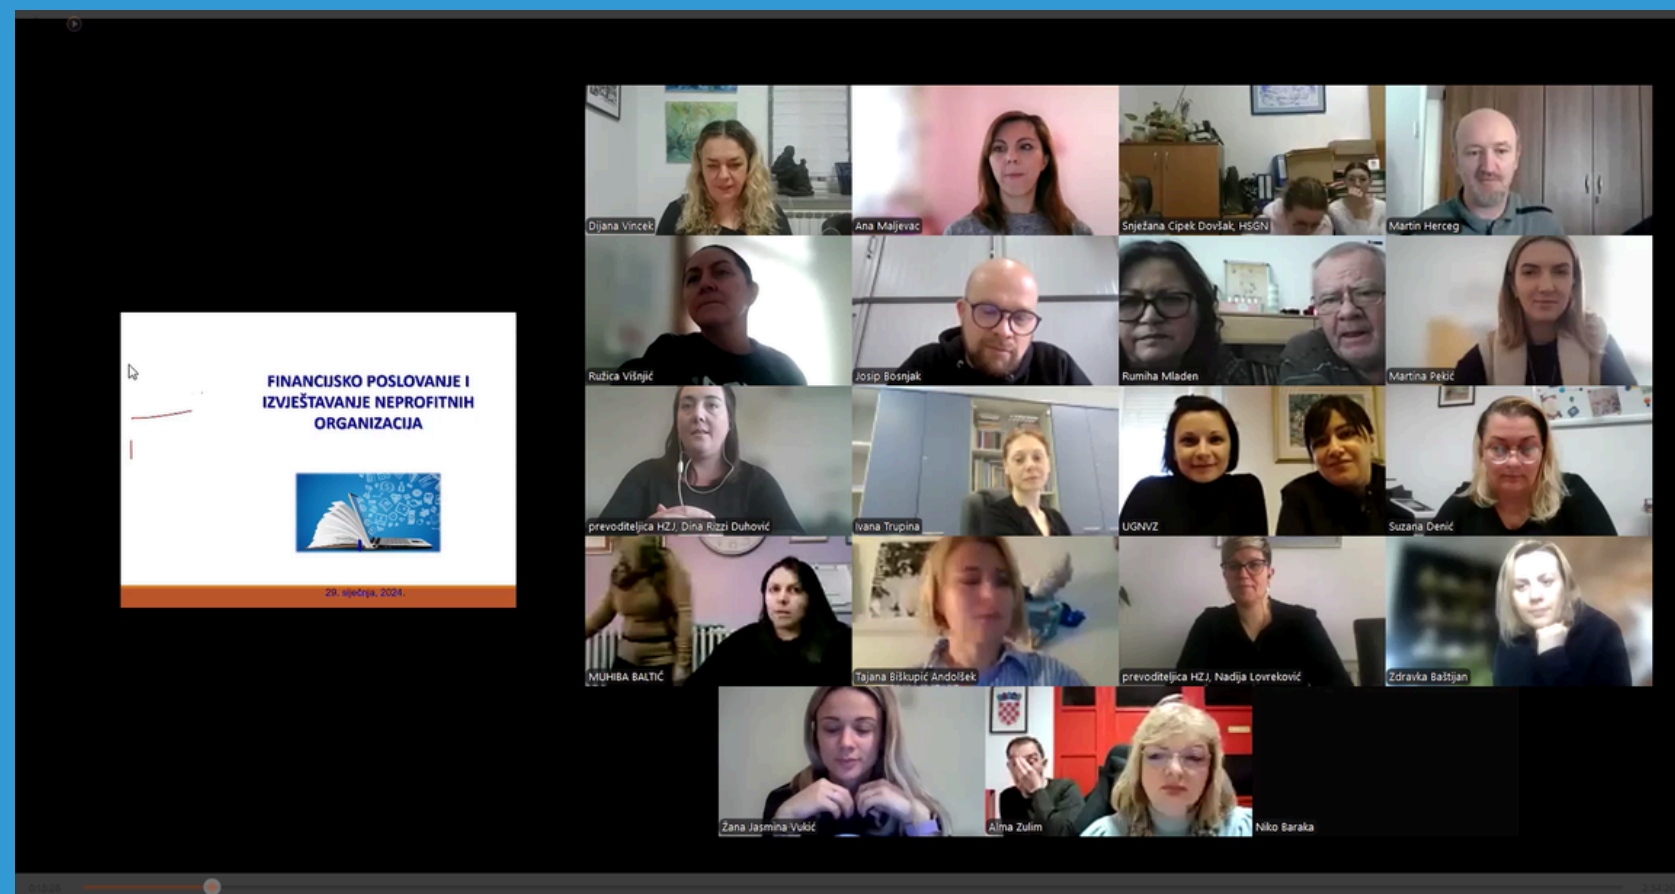 FINANCIJSKO POSLOVANJE I
IZVJEŠTAVANJE NEPROFITNIH
ORGANIZACIJA
29. siječnja, 2024.
Dijana Vincek
Ana Maljevac
Snježana Cipek Dovšak, HSGN
Martin Herceg
Ružica Višnjić
Josip Bosnjak
Rumiha Mladen
Martina Pekić
prevoditeljica HZJ, Dina Rizzi Duhović
Ivana Trupina
UGNVZ
Suzana Denić
MUHIBA BALTIĆ
Tajana Biškupić Andolšek
prevoditeljica HZJ, Nadija Lovreković
Zdravka Baštijan
Žana Jasmina Vukić
Alma Zulim
Niko Baraka